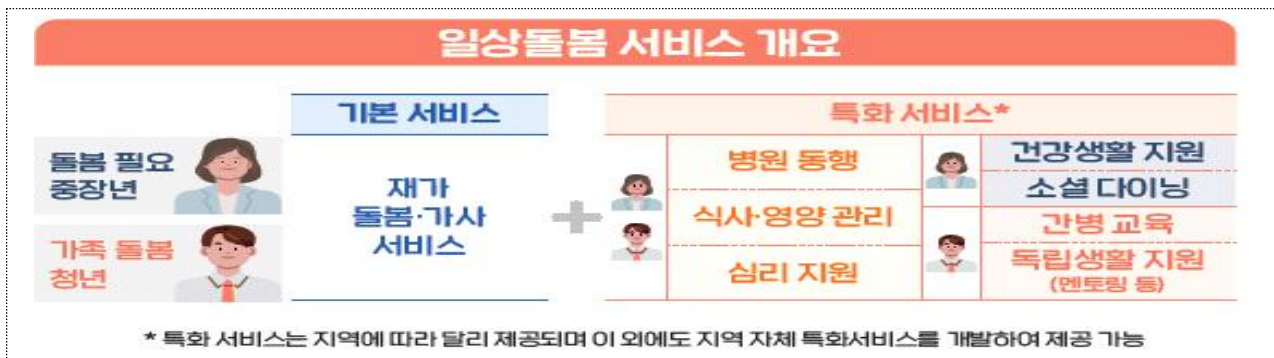 일상돌봄 서비스 개요
기본 서비스
특화 서비스*
돌봄 필요
중장년
가족 돌봄
청년
재가
돌봄·가사
서비스
+
병원 동행
식사·영양 관리
심리 지원
건강생활 지원
소셜 다이닝
간병 교육
독립생활 지원
(멘토링 등)
* 특화 서비스는 지역에 따라 달리 제공되며 이 외에도 지역 자체 특화서비스를 개발하여 제공 가능